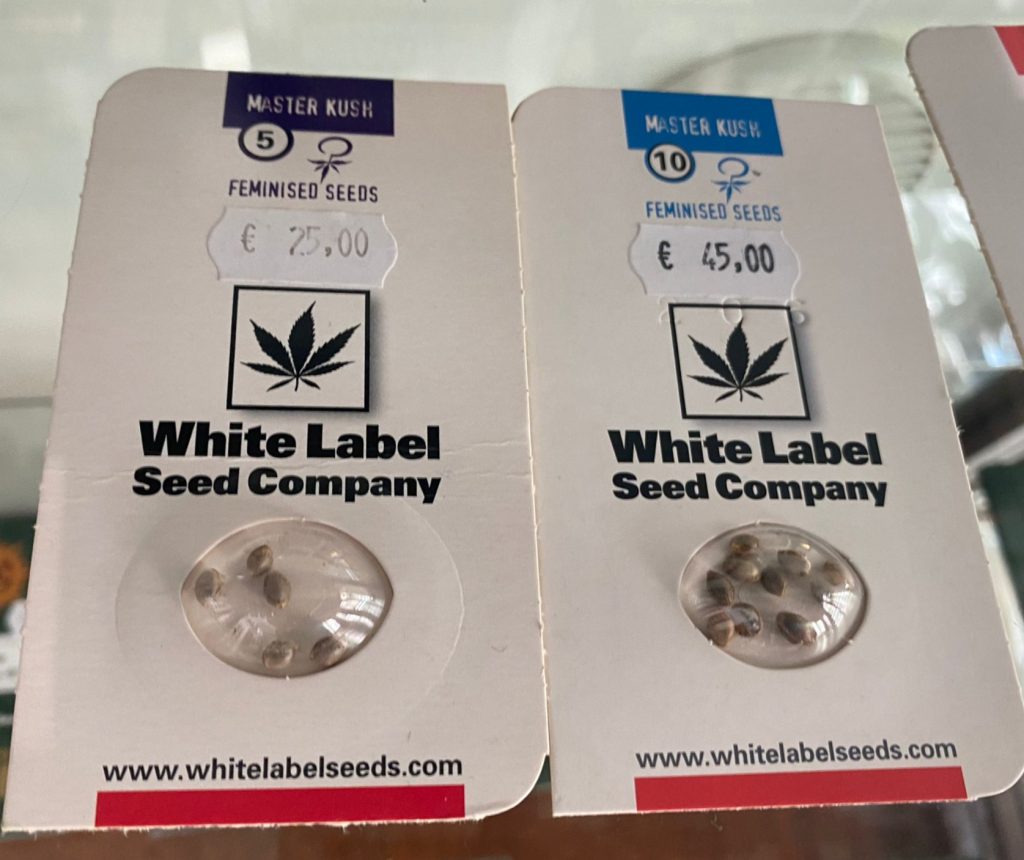 MASTER KUSH
5
FEMINISED SEEDS
€ 25,00
White Label
Seed Company
www.whitelabelseeds.com
MASTER KUSH
10
FEMINISED SEEDS
€ 45,00
White Label
Seed Company
www.whitelabelseeds.com